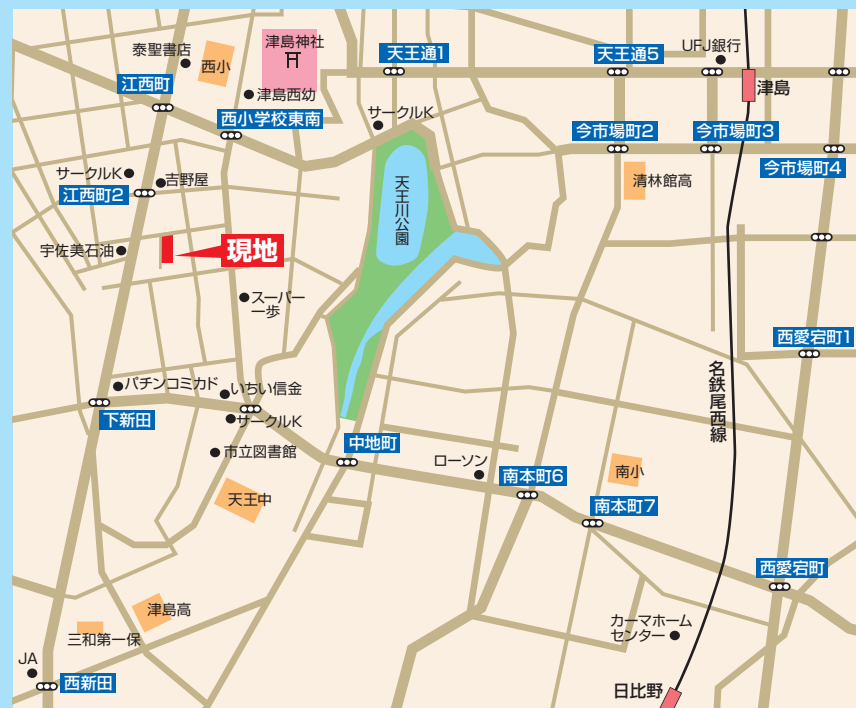 泰聖書店
西小
津島神社
天王通1
天王通5
UFJ銀行
江西町
津島西幼
津島
西小学校東南
サークルK
今市場町2
今市場町3
今市場町4
サークルK
吉野屋
江西町2
清林館高
天王川公園
宇佐美石油
現地
スーパー
一歩
西愛宕町1
名鉄尾西線
パチンコミカド
いちい信金
下新田
サークルK
中地町
市立図書館
ローソン
南本町6
南小
天王中
南本町7
西愛宕町
津島高
三和第一保
カーマホーム
センター
JA
西新田
日比野